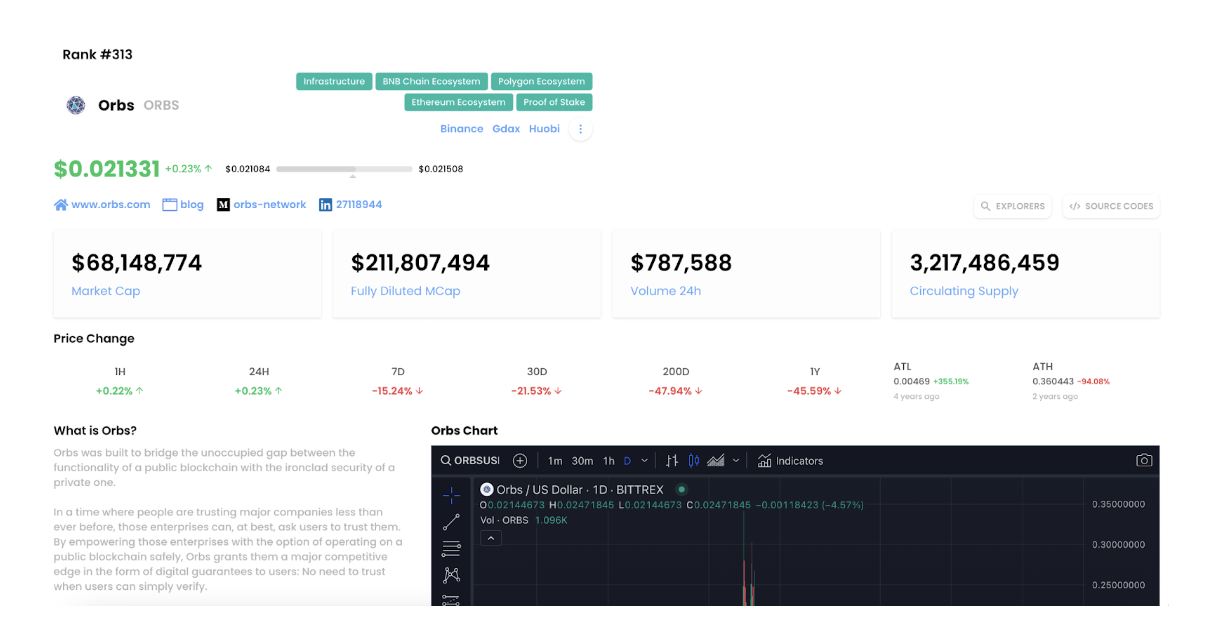 Rank #313
Infrastructure BNB Chain Ecosystem Polygon Ecosystem
Orbs ORBS
Ethereum Ecosystem Proof of Stake
Binance Gdax Huobi
$0.021331 +0.23% ↑ $0.021084 $0.021508
www.orbs.com blog M orbs-network in 27118944
EXPLORERS </> SOURCE CODES
$68,148,774 $211,807,494 $787,588 3,217,486,459
Market Cap Fully Diluted MCap Volume 24h Circulating Supply
Price Change
1H 24H 7D 30D 200D 1Y ATL ATH
+0.22% ↑ +0.23% ↑ -15.24% ↓ -21.53% ↓ -47.94% ↓ -45.59% ↓ 0.00469 +355.19% 0.360443 -94.08%
4 years ago 2 years ago
What is Orbs?
Orbs was built to bridge the unoccupied gap between the
functionality of a public blockchain with the ironclad security of a
private one.
In a time where people are trusting major companies less than
ever before, those enterprises can, at best, ask users to trust them.
By empowering those enterprises with the option of operating on a
public blockchain safely, Orbs grants them a major competitive
edge in the form of digital guarantees to users: No need to trust
when users can simply verify.
Orbs Chart
ORBSUSI 1m 30m 1h D Indicators
Orbs / US Dollar · 1D · BITTREX
O0.02144673 H0.02471845 L0.02144673 C0.02471845 −0.00118423 (−4.57%)
Vol · ORBS 1.096K
0.35000000
0.30000000
0.25000000